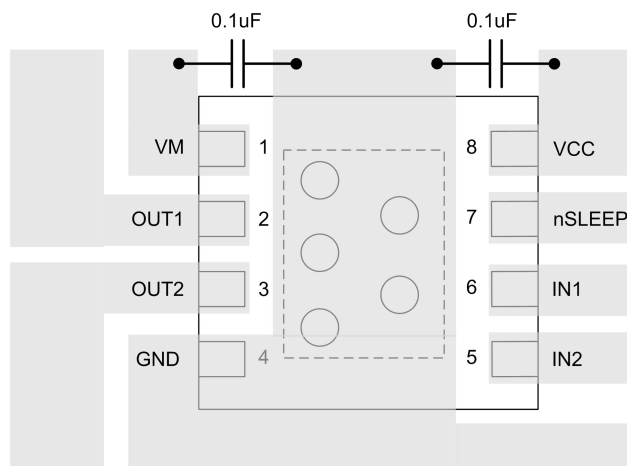 0.1uF 0.1uF
VM 1 8 VCC
OUT1 2 7 nSLEEP
OUT2 3 6 IN1
GND 4 5 IN2